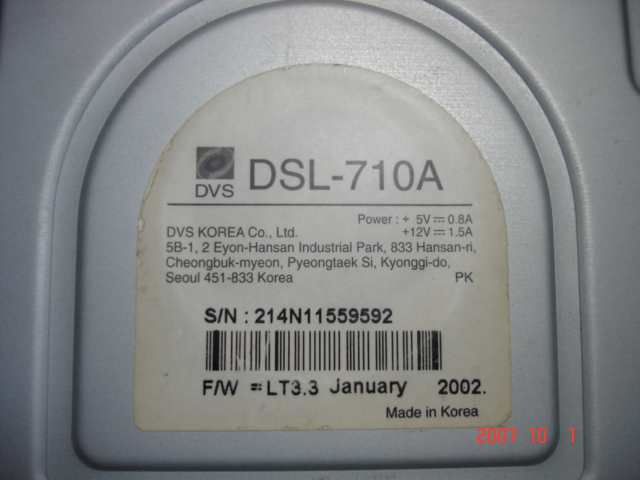 DVS
DSL-710A
Power : + 5V⎓0.8A
+12V⎓1.5A
DVS KOREA Co., Ltd.
5B-1, 2 Eyon-Hansan Industrial Park, 833 Hansan-ri,
Cheongbuk-myeon, Pyeongtaek Si, Kyonggi-do,
Seoul 451-833 Korea PK
S/N : 214N11559592
F/W = LT3.3 January 2002.
Made in Korea
2007 10 1